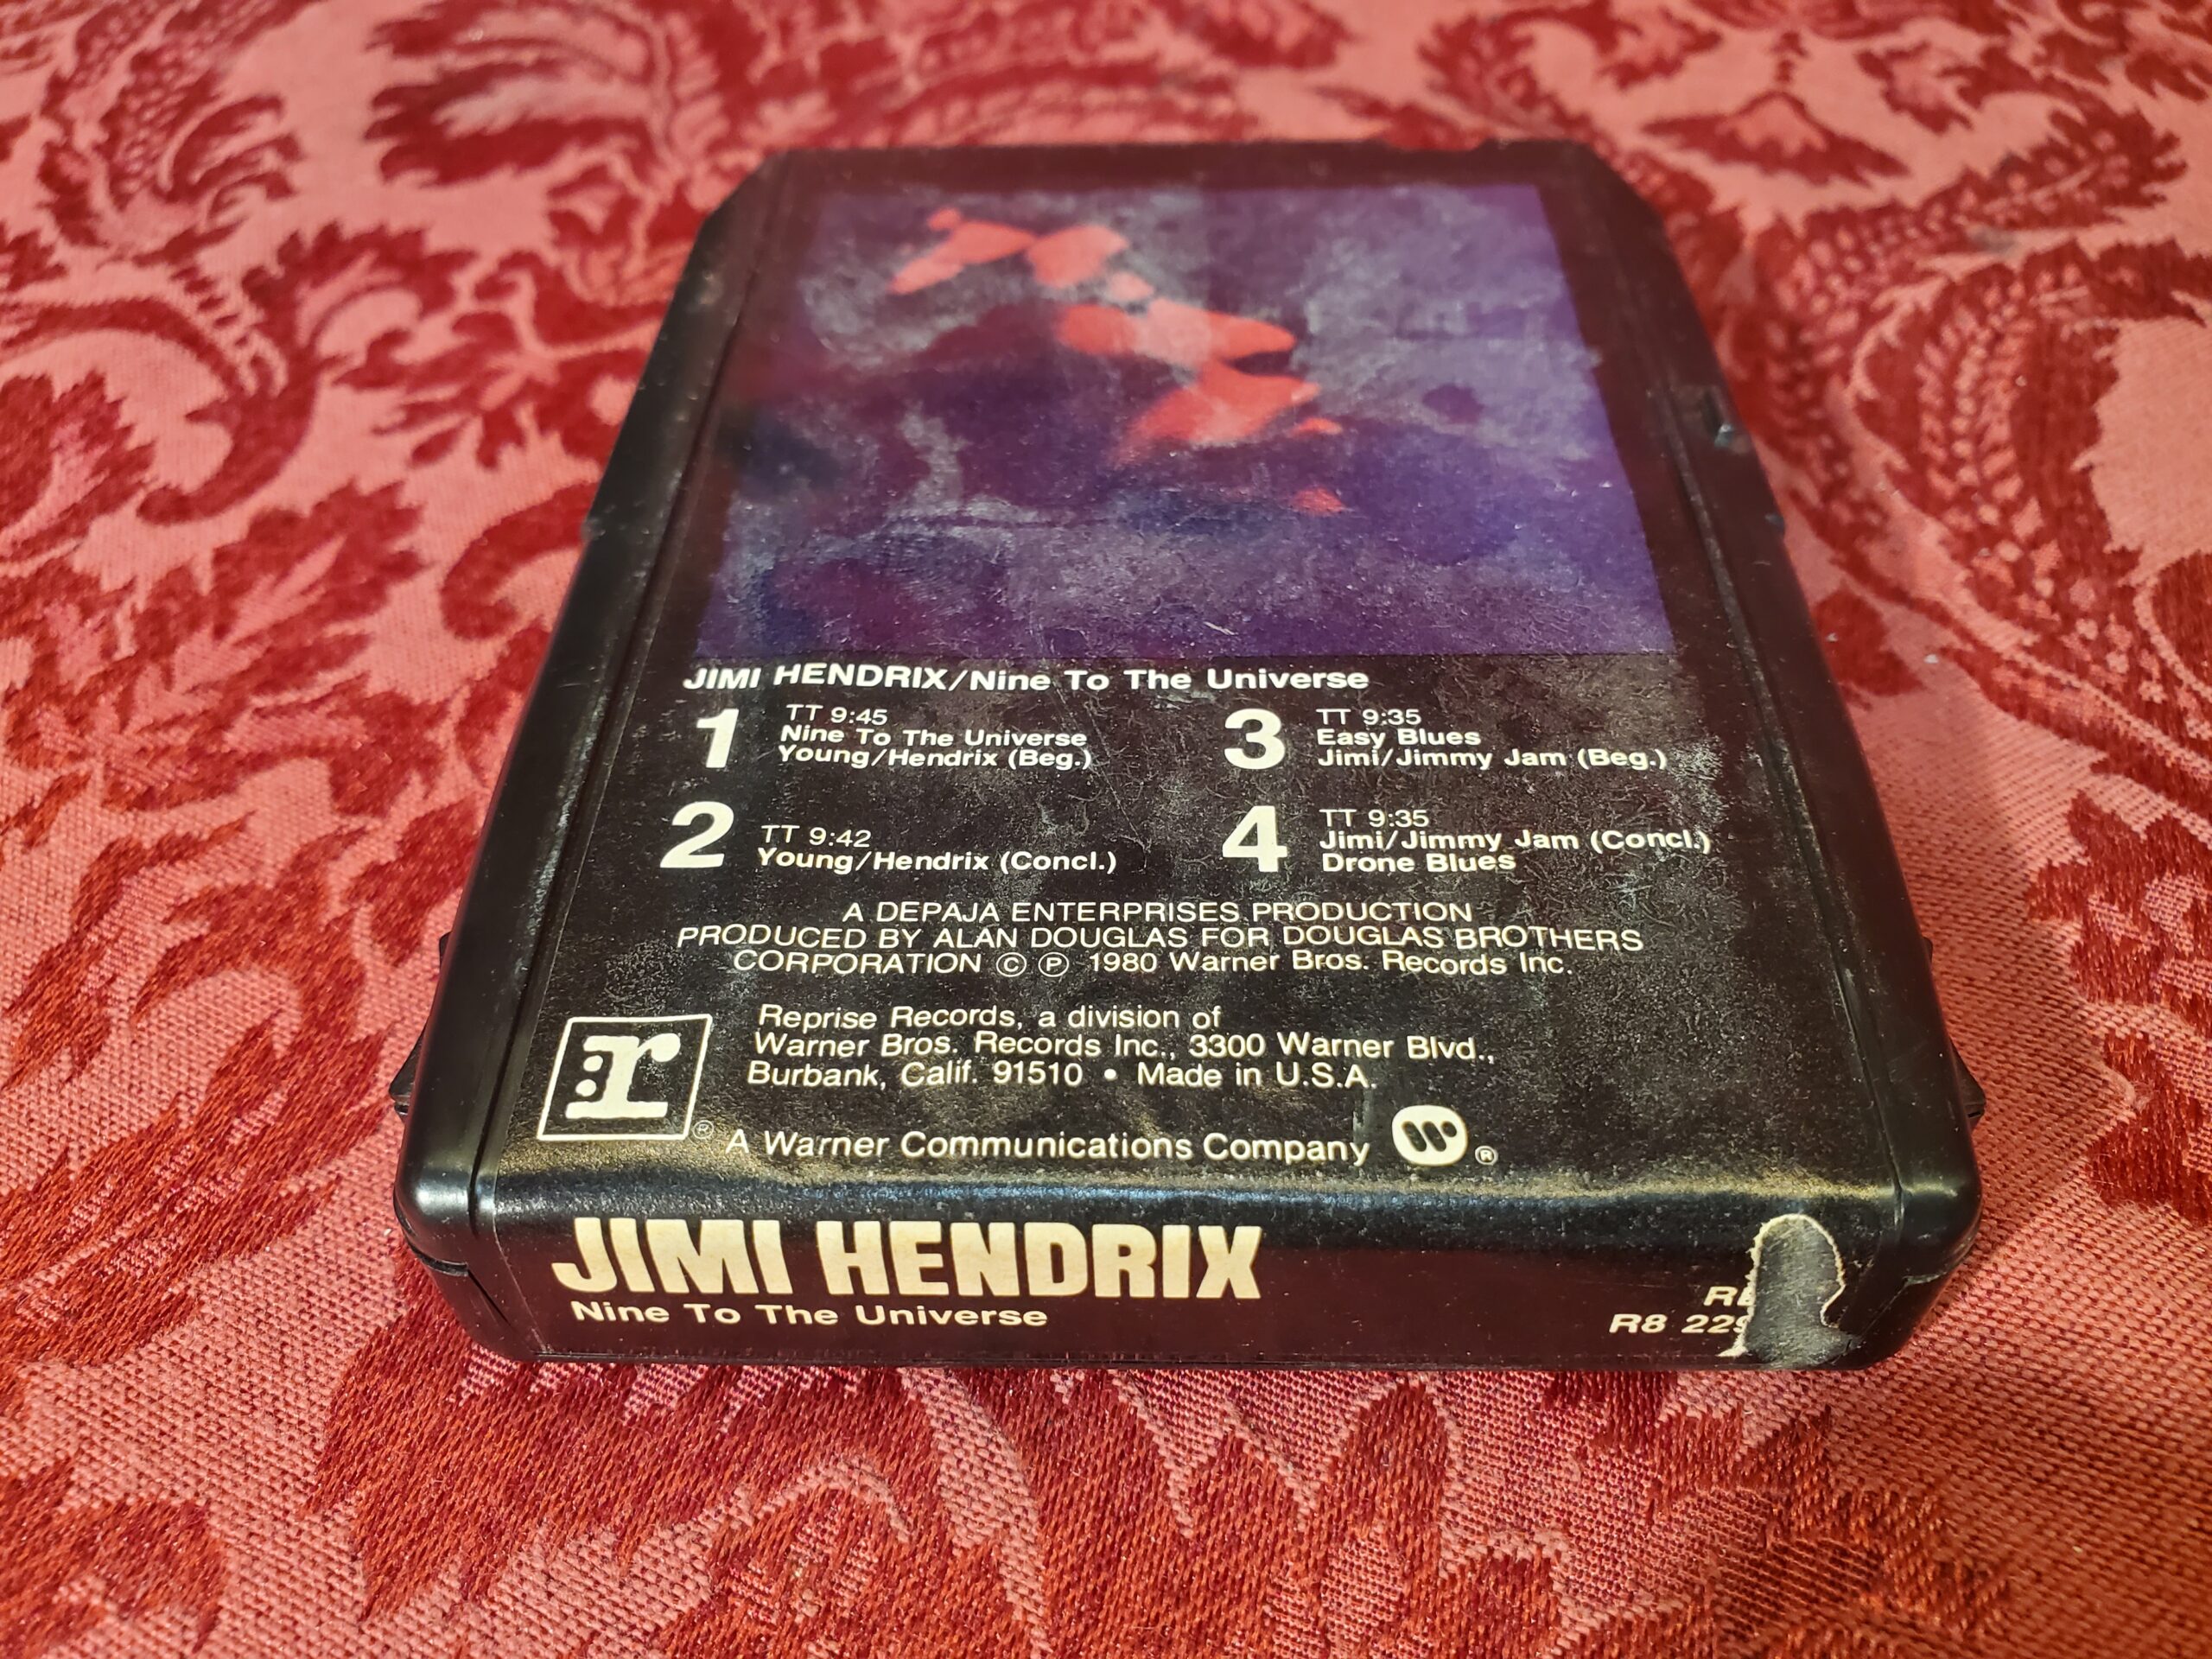 JIMI HENDRIX/Nine To The Universe
1
TT 9:45
Nine To The Universe
Young/Hendrix (Beg.)
2
TT 9:42
Young/Hendrix (Concl.)
3
TT 9:35
Easy Blues
Jimi/Jimmy Jam (Beg.)
4
TT 9:35
Jimi/Jimmy Jam (Concl.)
Drone Blues
A DEPAJA ENTERPRISES PRODUCTION
PRODUCED BY ALAN DOUGLAS FOR DOUGLAS BROTHERS
CORPORATION © ℗ 1980 Warner Bros. Records Inc.
Reprise Records, a division of
Warner Bros. Records Inc., 3300 Warner Blvd.,
Burbank, Calif. 91510 • Made in U.S.A.
:r ®
A Warner Communications Company W ®
JIMI HENDRIX
Nine To The Universe
R8